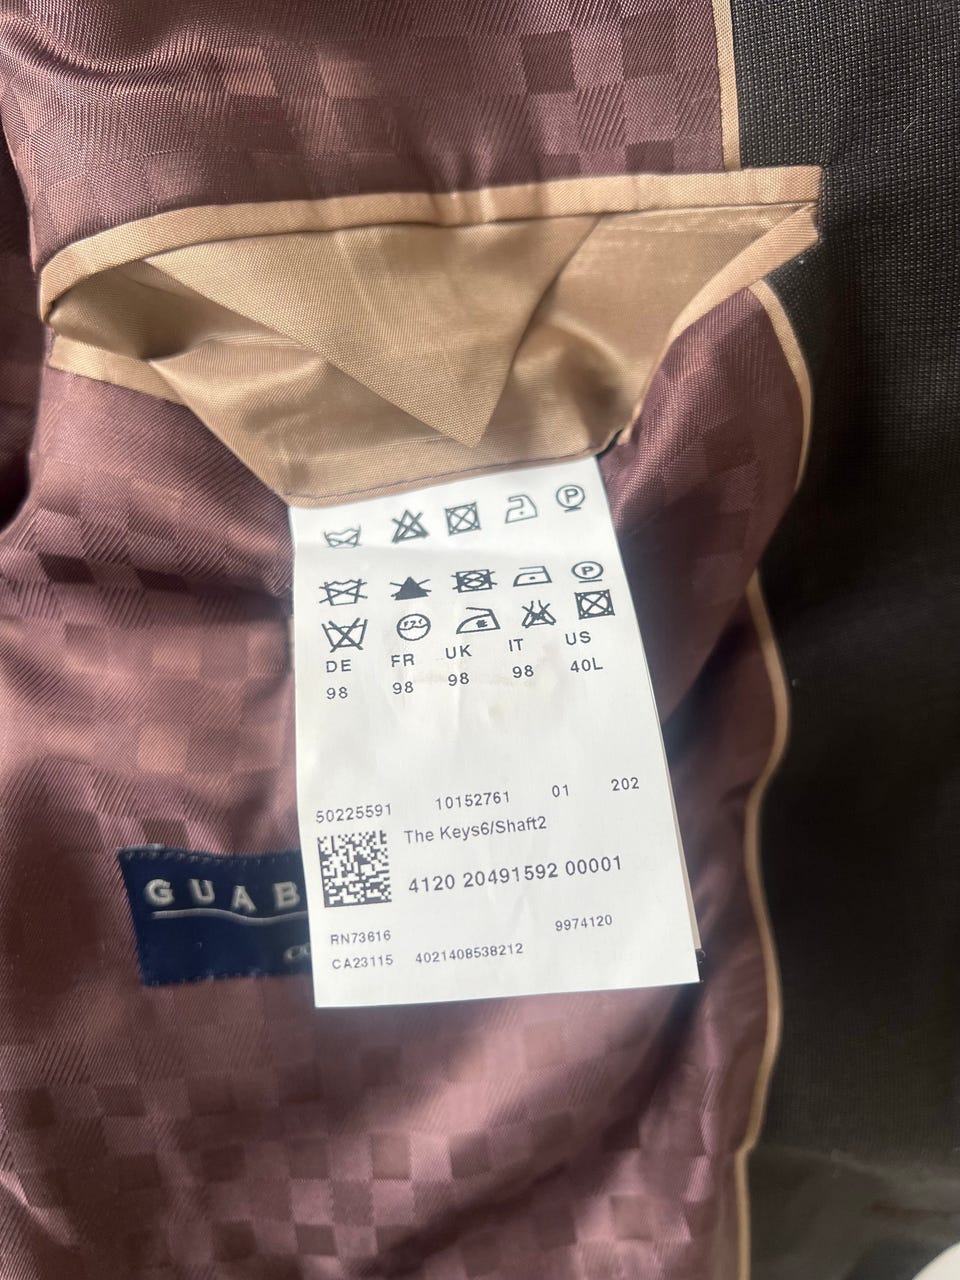 P
P
DE FR UK IT US
98 98 98 98 40L
50225591 10152761 01 202
The Keys6/Shaft2
4120 20491592 00001
RN73616 9974120
CA23115 4021408538212
GUAB